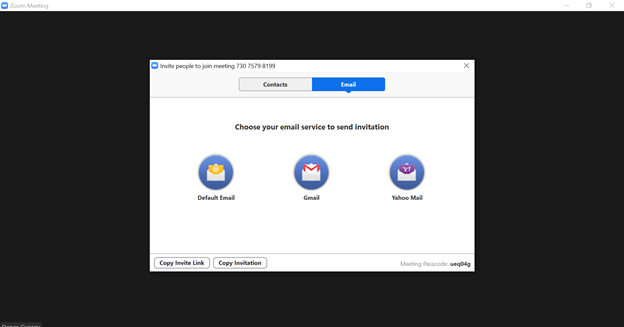 Zoom Meeting
Invite people to join meeting 730 7579 8199
Contacts
Email
Choose your email service to send invitation
Default Email
Gmail
Yahoo Mail
Copy Invite Link
Copy Invitation
Meeting Passcode: ueq04g